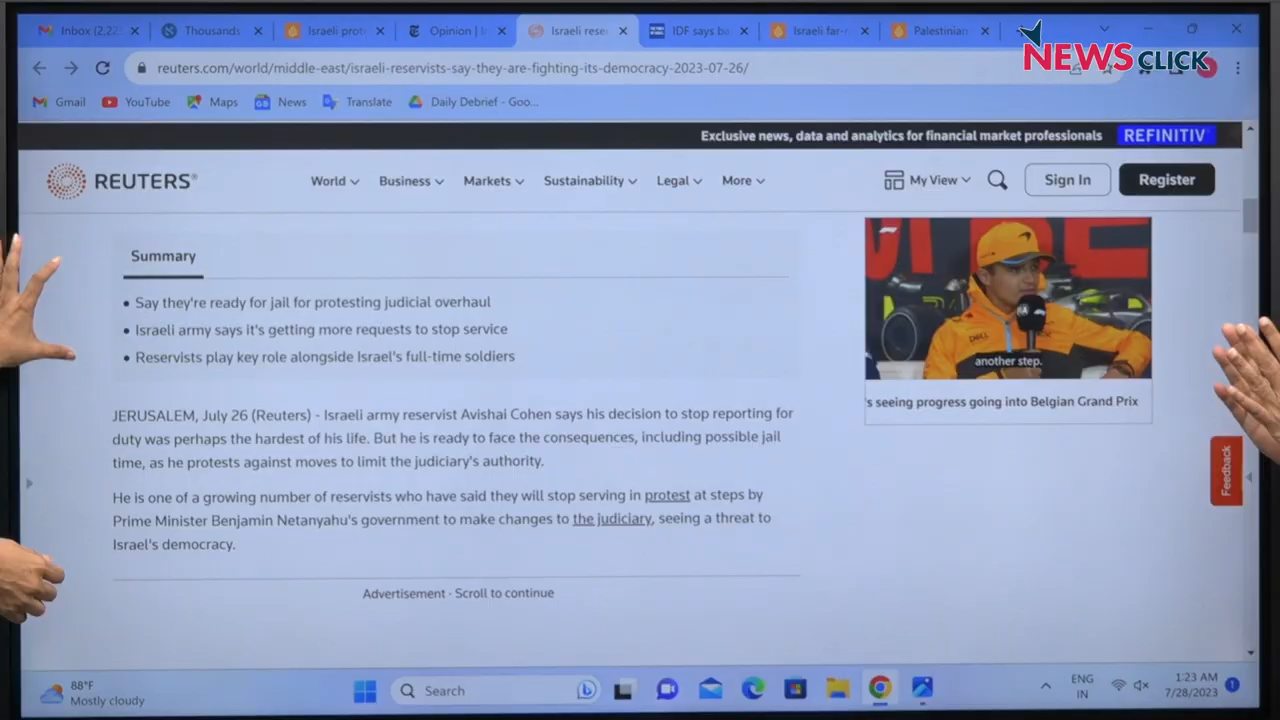 Inbox (2,22
Thousands
Israeli prot
Opinion | I
Israeli rese
IDF says ba
Israeli far-r
Palestinian
NEWSCLICK
reuters.com/world/middle-east/israeli-reservists-say-they-are-fighting-its-democracy-2023-07-26/
Gmail
YouTube
Maps
News
Translate
Daily Debrief - Goo...
Exclusive news, data and analytics for financial market professionals
REFINITIV
REUTERS®
World
Business
Markets
Sustainability
Legal
More
My View
Sign In
Register
Summary
• Say they're ready for jail for protesting judicial overhaul
• Israeli army says it's getting more requests to stop service
• Reservists play key role alongside Israel's full-time soldiers
DELL
another step.
's seeing progress going into Belgian Grand Prix
JERUSALEM, July 26 (Reuters) - Israeli army reservist Avishai Cohen says his decision to stop reporting for
duty was perhaps the hardest of his life. But he is ready to face the consequences, including possible jail
time, as he protests against moves to limit the judiciary's authority.
He is one of a growing number of reservists who have said they will stop serving in protest at steps by
Prime Minister Benjamin Netanyahu's government to make changes to the judiciary, seeing a threat to
Israel's democracy.
Feedback
Advertisement · Scroll to continue
88°F
Mostly cloudy
Search
ENG
IN
1:23 AM
7/28/2023
1